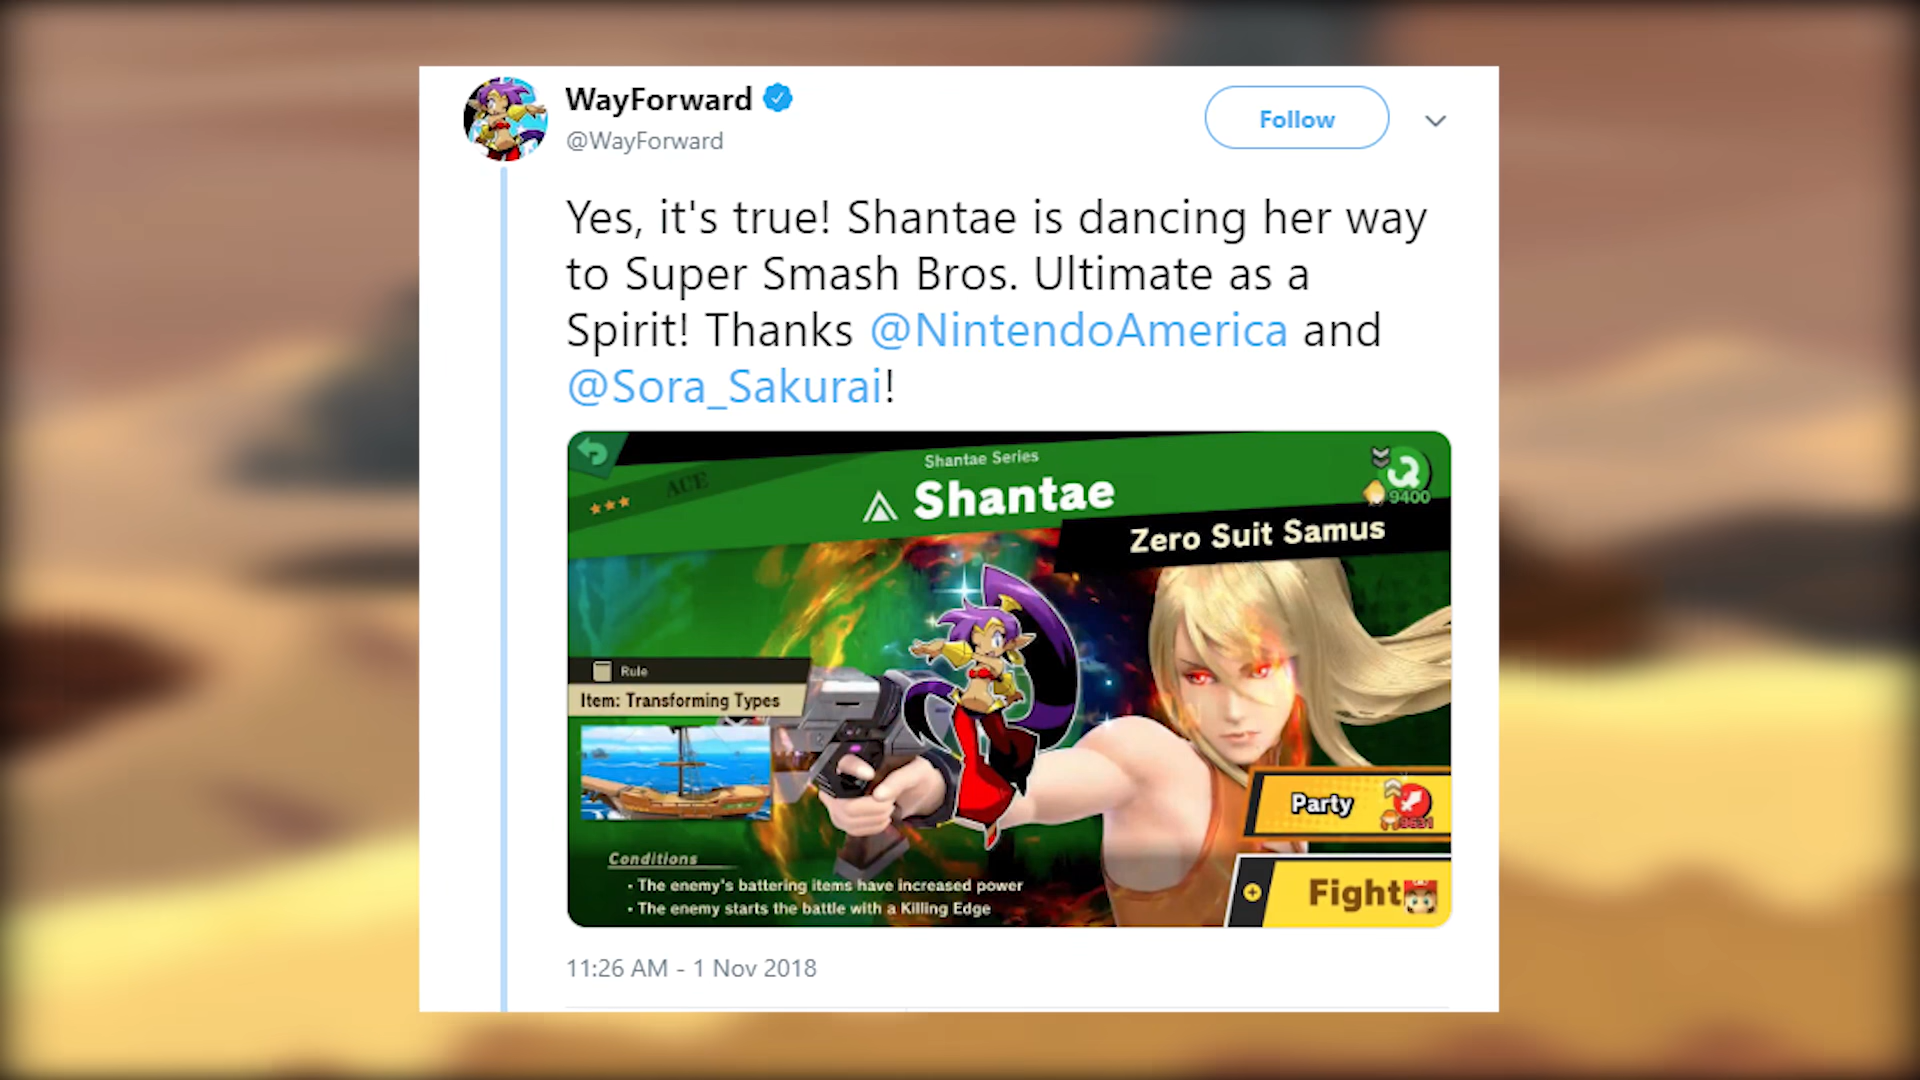 WayForward
@WayForward
Follow
Yes, it's true! Shantae is dancing her way
to Super Smash Bros. Ultimate as a
Spirit! Thanks @NintendoAmerica and
@Sora_Sakurai!
Shantae Series
ACE
Shantae
9400
Zero Suit Samus
Rule
Item: Transforming Types
Party
Conditions
· The enemy's battering items have increased power
· The enemy starts the battle with a Killing Edge
Fight
11:26 AM - 1 Nov 2018